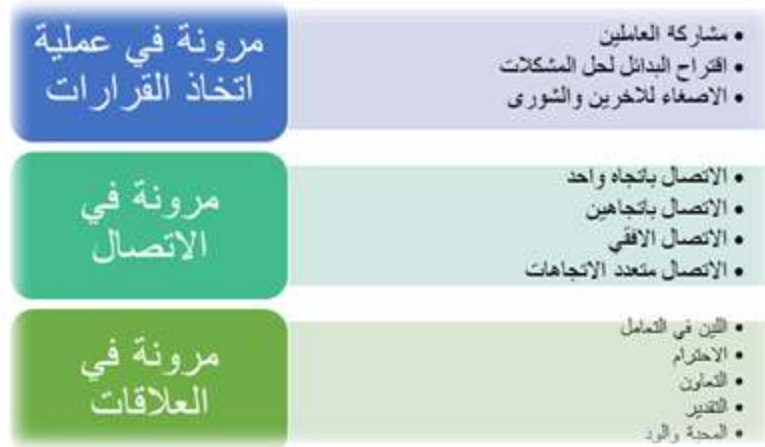 مرونة في عملية
اتخاذ القرارات
• مشاركة العاملين
• اقتراح البدائل لحل المشكلات
• الاصغاء للاخرين والشورى
مرونة في
الاتصال
• الاتصال باتجاه واحد
• الاتصال باتجاهين
• الاتصال الافقي
• الاتصال متعدد الاتجاهات
مرونة في
العلاقات
• اللين في التعامل
• الاحترام
• التعاون
• التقدير
• المحبة والود